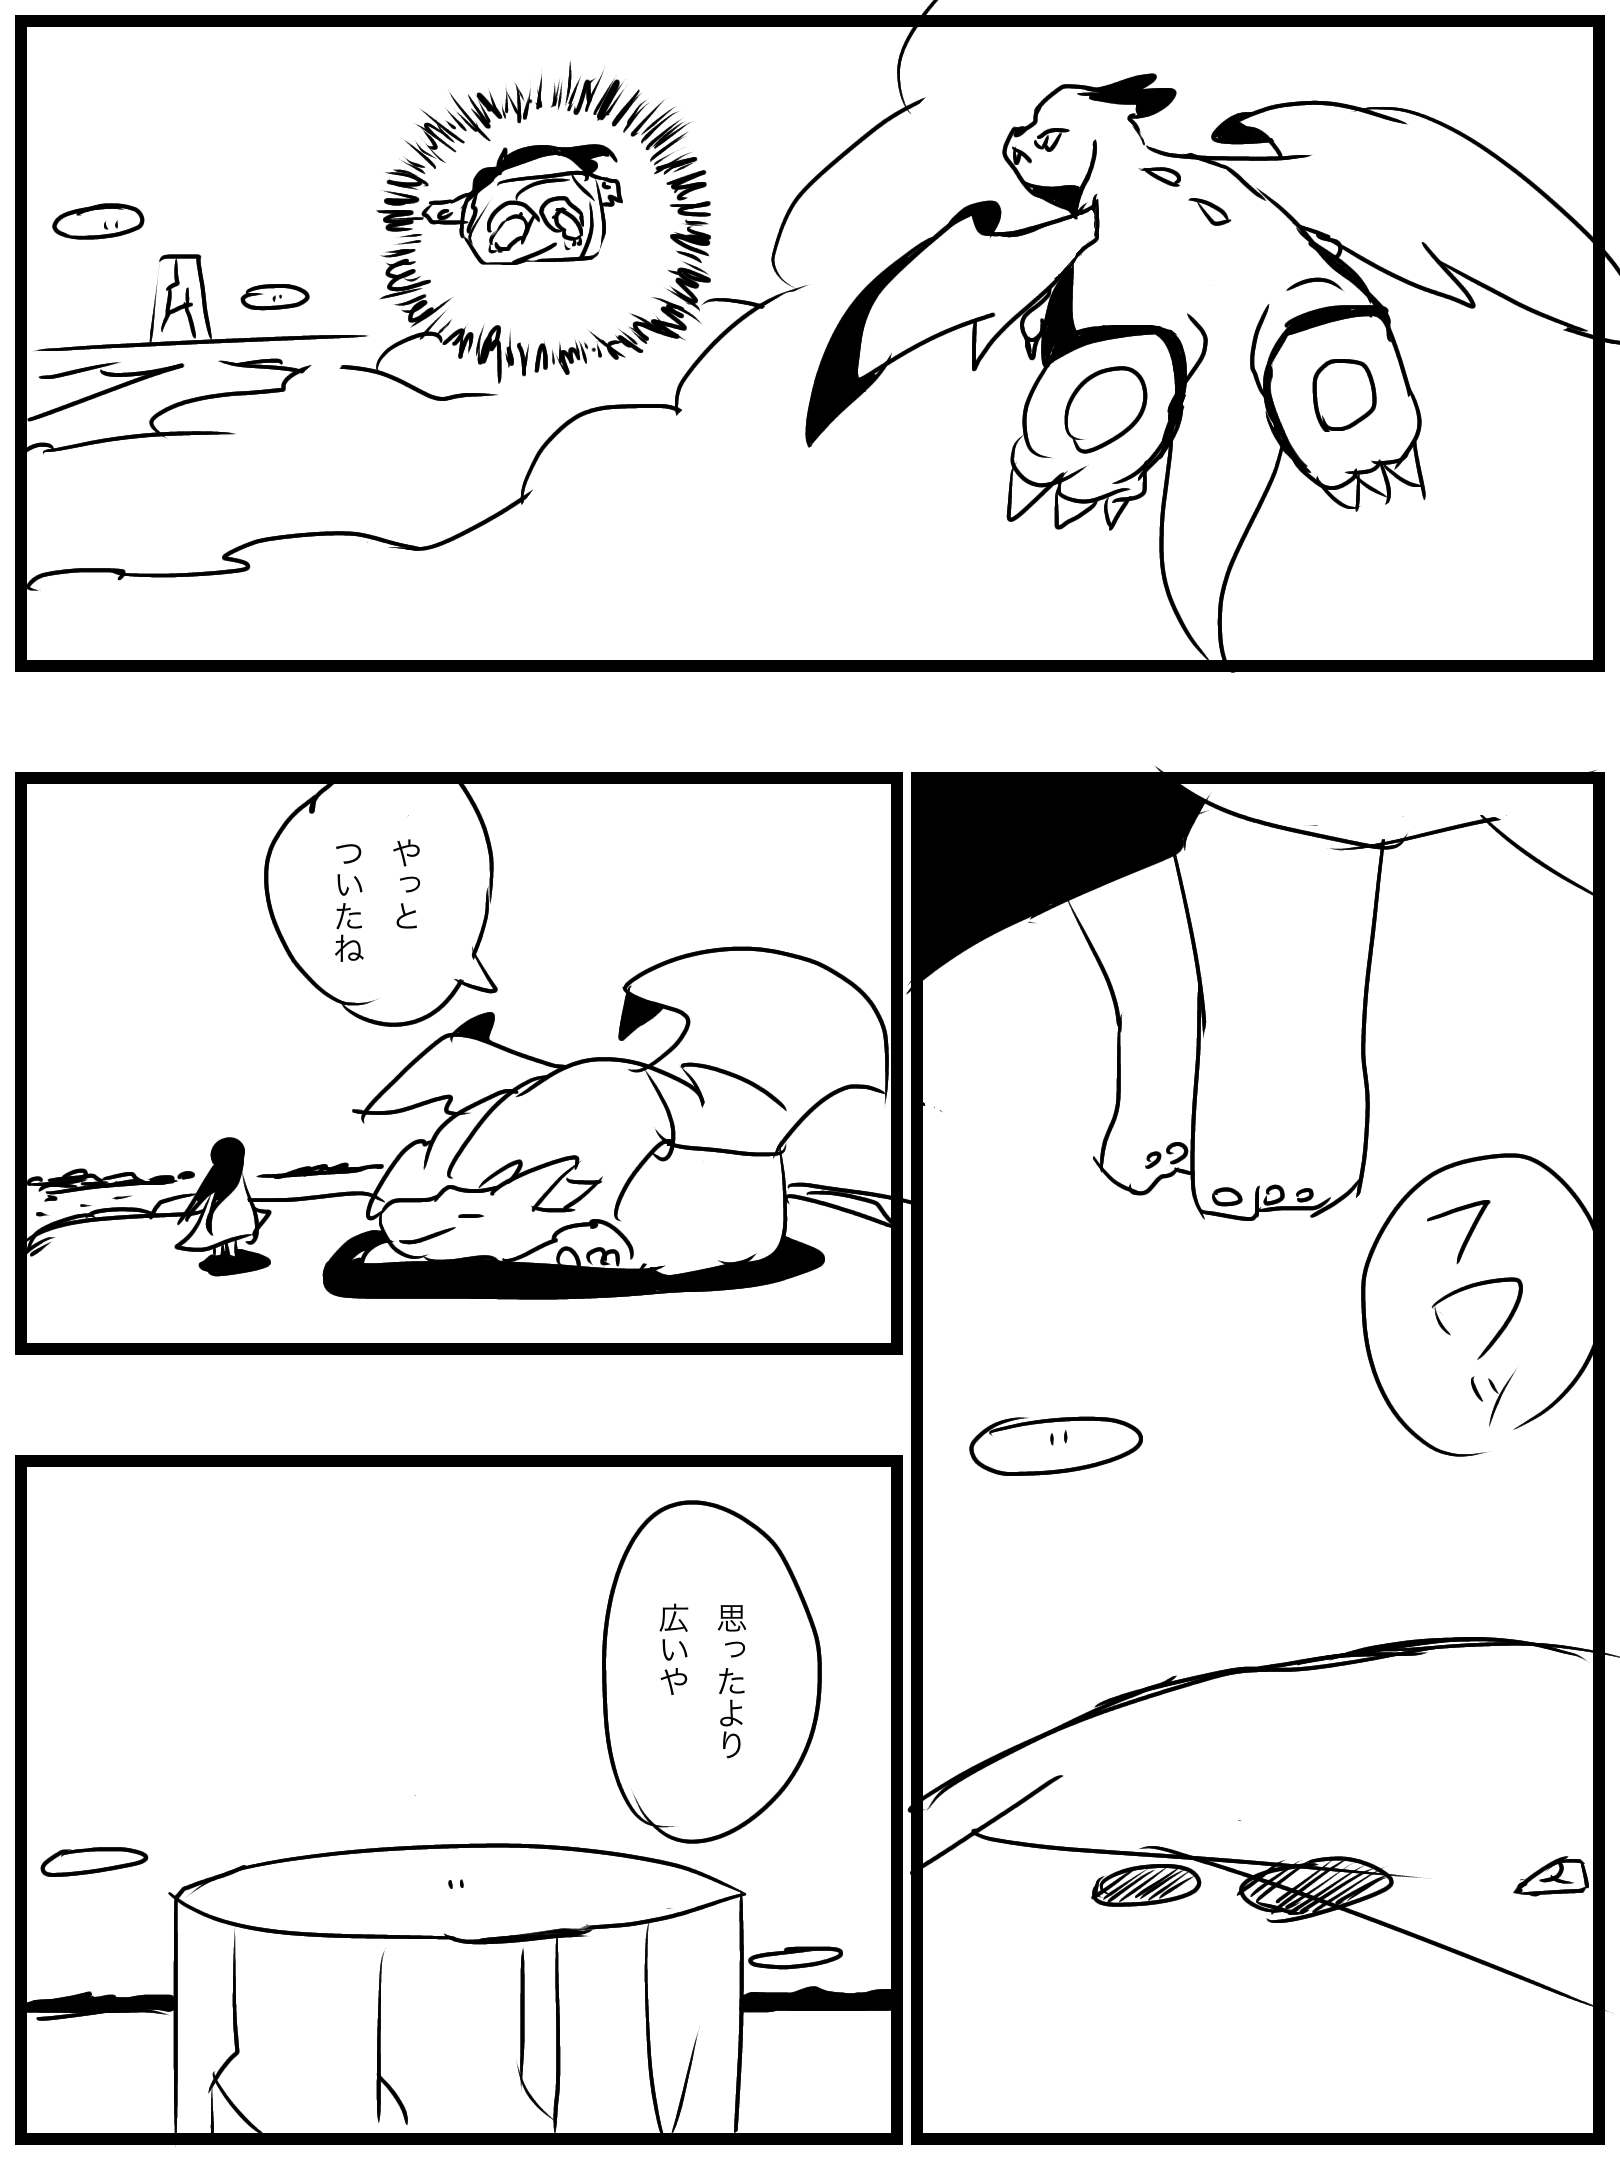 フワッ
やっと
ついたね
思ったより
広いや